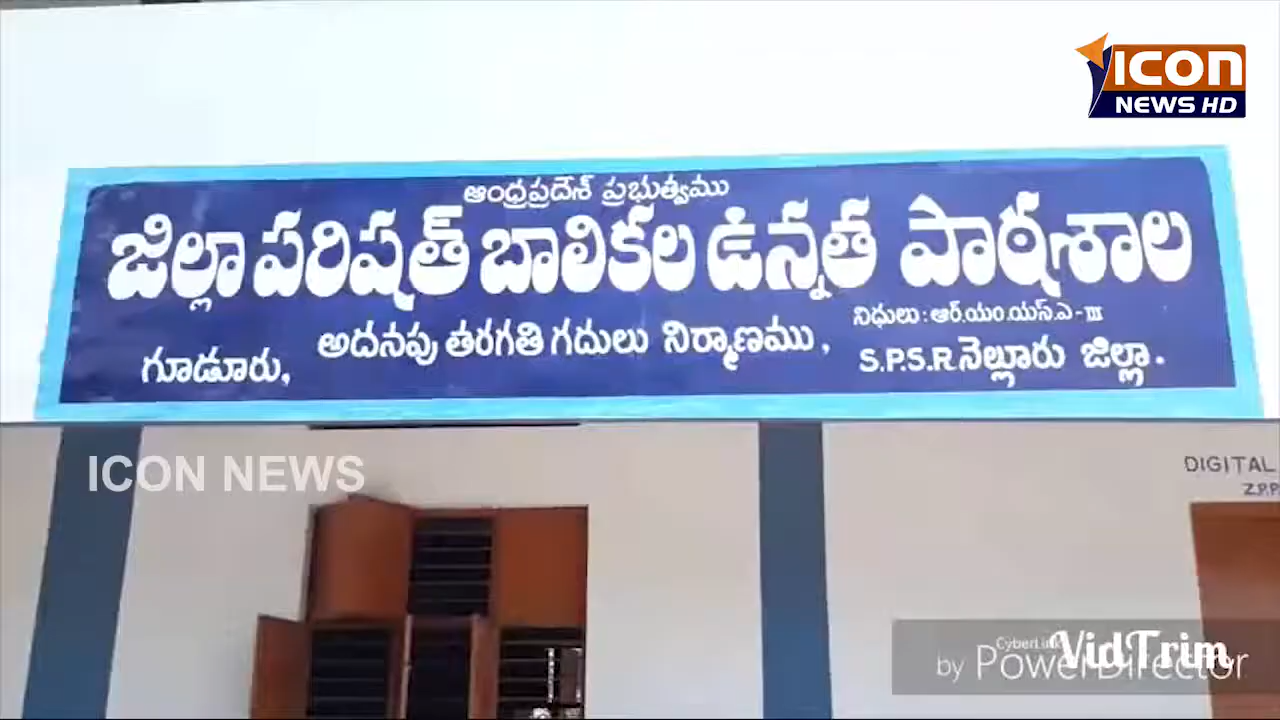 ICON
NEWS HD
ఆంధ్రప్రదేశ్ ప్రభుత్వము
జిల్లా పరిషత్ బాలికల ఉన్నత పాఠశాల
నిధులు : ఆర్.యం.యస్.ఎ - III
అదనపు తరగతి గదులు నిర్మాణము,
గూడూరు,
S.P.S.R నెల్లూరు జిల్లా.
ICON NEWS
DIGITAL
Z.P.P
CyberLink
VidTrim
by PowerDirector